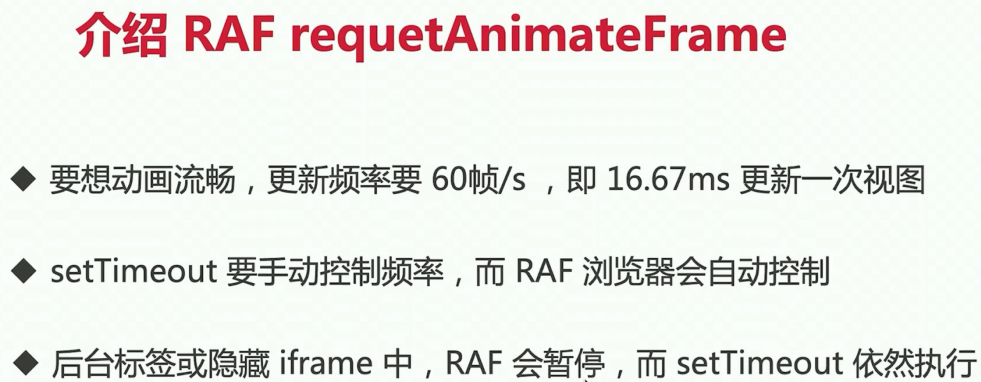 介绍 RAF requetAnimateFrame
◆ 要想动画流畅，更新频率要 60帧/s ，即 16.67ms 更新一次视图
◆ setTimeout 要手动控制频率，而 RAF 浏览器会自动控制
◆ 后台标签或隐藏 iframe 中，RAF 会暂停，而 setTimeout 依然执行